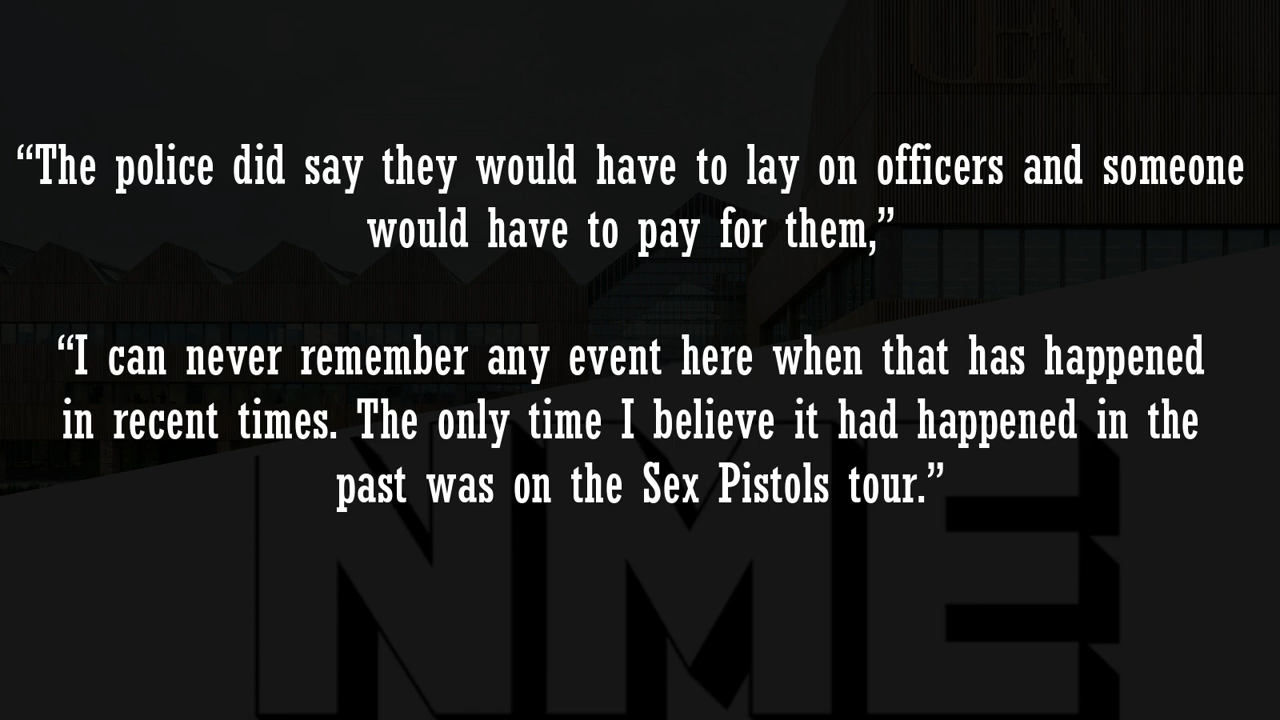 UEA
“The police did say they would have to lay on officers and someone
would have to pay for them,”
“I can never remember any event here when that has happened
in recent times. The only time I believe it had happened in the
past was on the Sex Pistols tour.”
NME